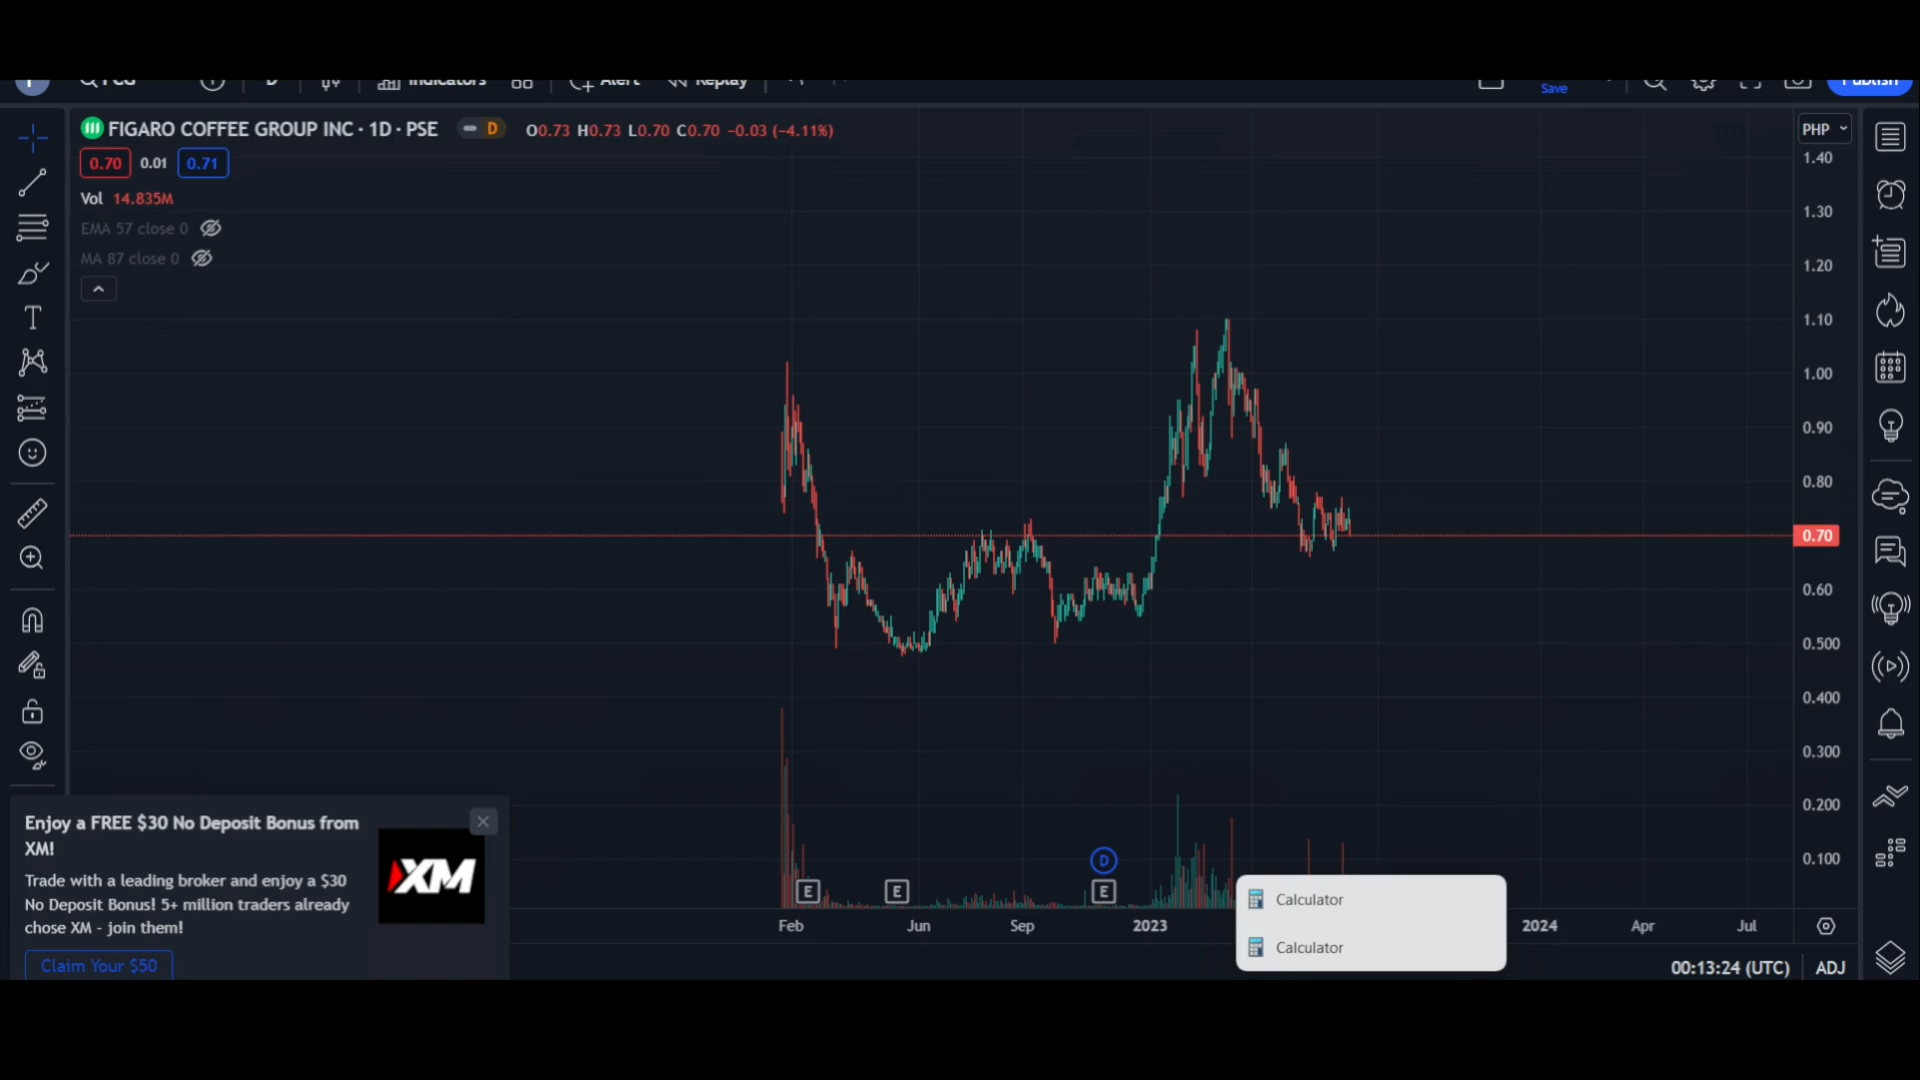 FCG
D
Indicators
Alert
Replay
Save
Publish
FIGARO COFFEE GROUP INC · 1D · PSE
D
O0.73 H0.73 L0.70 C0.70 −0.03 (−4.11%)
PHP
0.70 0.01 0.71
Vol 14.835M
EMA 57 close 0
MA 87 close 0
1.40
1.30
1.20
1.10
1.00
0.90
0.80
0.70
0.60
0.500
0.400
0.300
0.200
0.100
Enjoy a FREE $30 No Deposit Bonus from
XM!
Trade with a leading broker and enjoy a $30
No Deposit Bonus! 5+ million traders already
chose XM - join them!
Claim Your $50
XM
D
E E E
Calculator
Calculator
Feb Jun Sep 2023 2024 Apr Jul
00:13:24 (UTC) ADJ